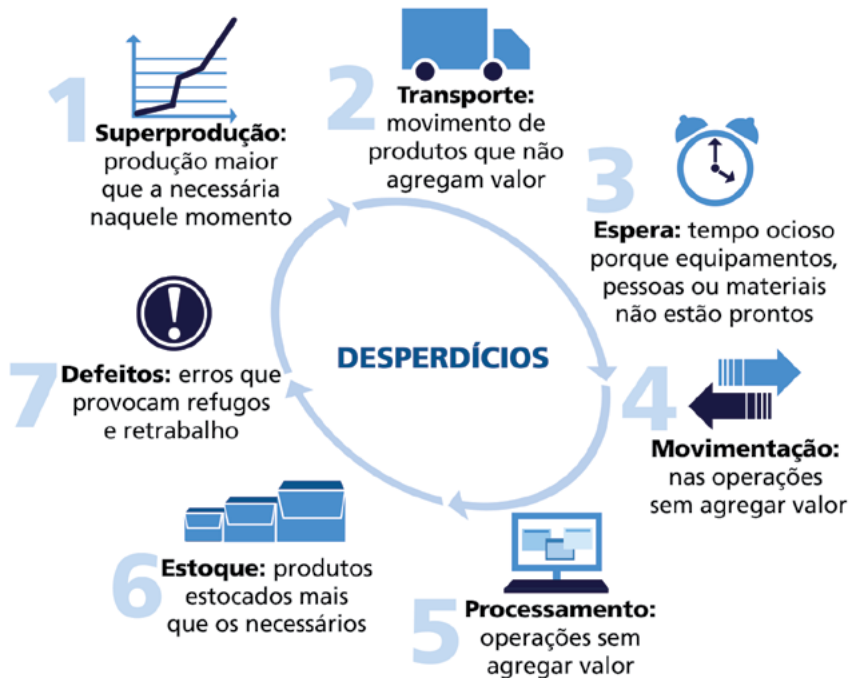 1
Superprodução:
produção maior
que a necessária
naquele momento
2
Transporte:
movimento de
produtos que não
agregam valor
3
Espera: tempo ocioso
porque equipamentos,
pessoas ou materiais
não estão prontos
DESPERDÍCIOS
4
Movimentação:
nas operações
sem agregar valor
5
Processamento:
operações sem
agregar valor
6
Estoque: produtos
estocados mais
que os necessários
7
Defeitos: erros que
provocam refugos
e retrabalho